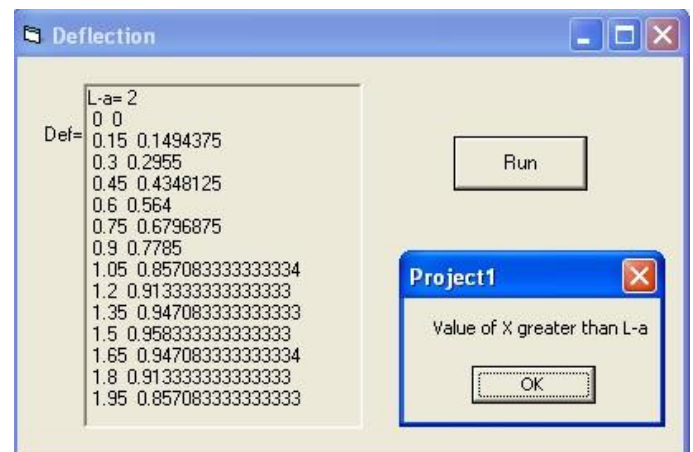 Deflection
Def=
L-a= 2
0 0
0.15 0.1494375
0.3 0.2955
0.45 0.4348125
0.6 0.564
0.75 0.6796875
0.9 0.7785
1.05 0.857083333333334
1.2 0.913333333333333
1.35 0.947083333333333
1.5 0.958333333333333
1.65 0.947083333333334
1.8 0.913333333333333
1.95 0.857083333333333
Run
Project1
Value of X greater than L-a
OK